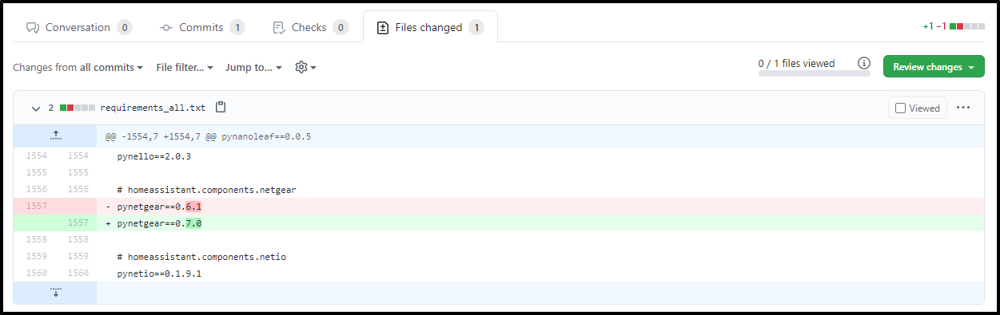 Conversation 0 Commits 1 Checks 0 Files changed 1 +1 −1
Changes from all commits File filter... Jump to... 0 / 1 files viewed Review changes
2 requirements_all.txt Viewed
@@ -1554,7 +1554,7 @@ pynanoleaf==0.0.5
1554 1554 pynello==2.0.3
1555 1555
1556 1556 # homeassistant.components.netgear
1557 - pynetgear==0.6.1
1557 + pynetgear==0.7.0
1558 1558
1559 1559 # homeassistant.components.netio
1560 1560 pynetio==0.1.9.1